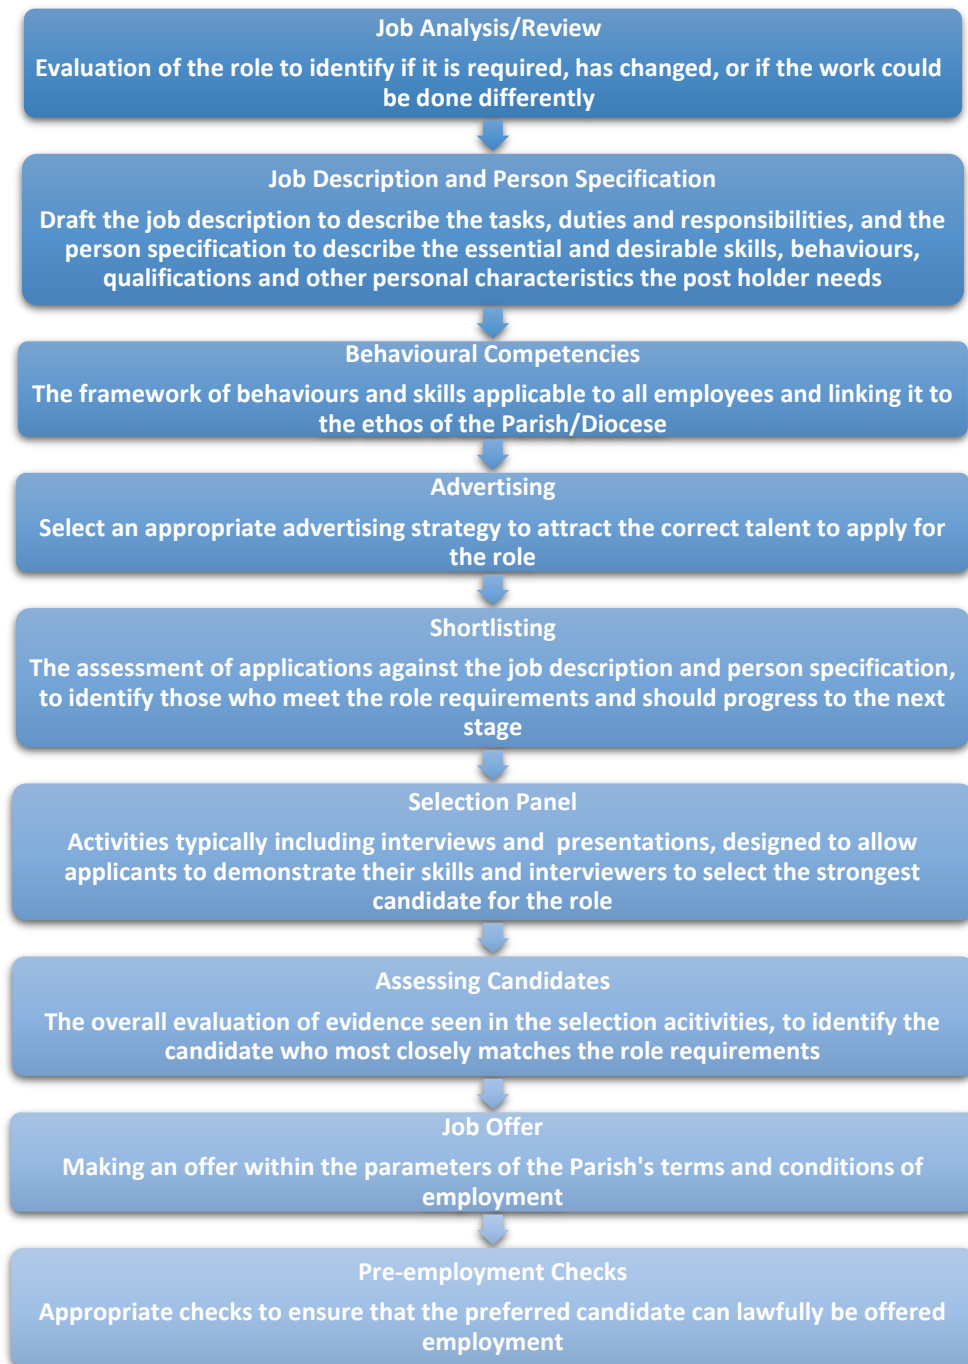 Job Analysis/Review
Evaluation of the role to identify if it is required, has changed, or if the work could
be done differently
Job Description and Person Specification
Draft the job description to describe the tasks, duties and responsibilities, and the
person specification to describe the essential and desirable skills, behaviours,
qualifications and other personal characteristics the post holder needs
Behavioural Competencies
The framework of behaviours and skills applicable to all employees and linking it to
the ethos of the Parish/Diocese
Advertising
Select an appropriate advertising strategy to attract the correct talent to apply for
the role
Shortlisting
The assessment of applications against the job description and person specification,
to identify those who meet the role requirements and should progress to the next
stage
Selection Panel
Activities typically including interviews and  presentations, designed to allow
applicants to demonstrate their skills and interviewers to select the strongest
candidate for the role
Assessing Candidates
The overall evaluation of evidence seen in the selection acitivities, to identify the
candidate who most closely matches the role requirements
Job Offer
Making an offer within the parameters of the Parish's terms and conditions of
employment
Pre-employment Checks
Appropriate checks to ensure that the preferred candidate can lawfully be offered
employment